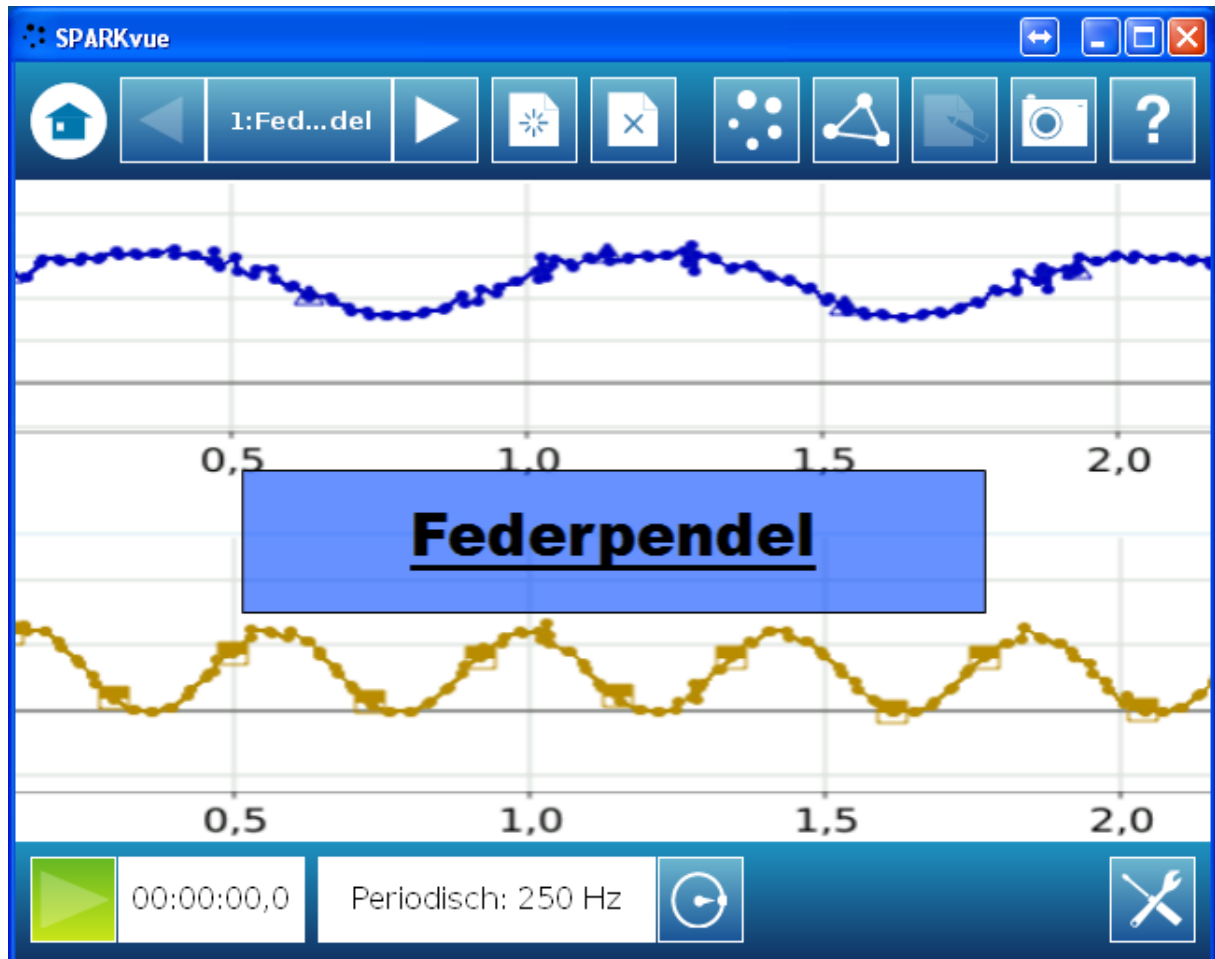 SPARKvue
1:Fed...del
?
0,5 1,0 1,5 2,0
Federpendel
0,5 1,0 1,5 2,0
00:00:00,0 Periodisch: 250 Hz